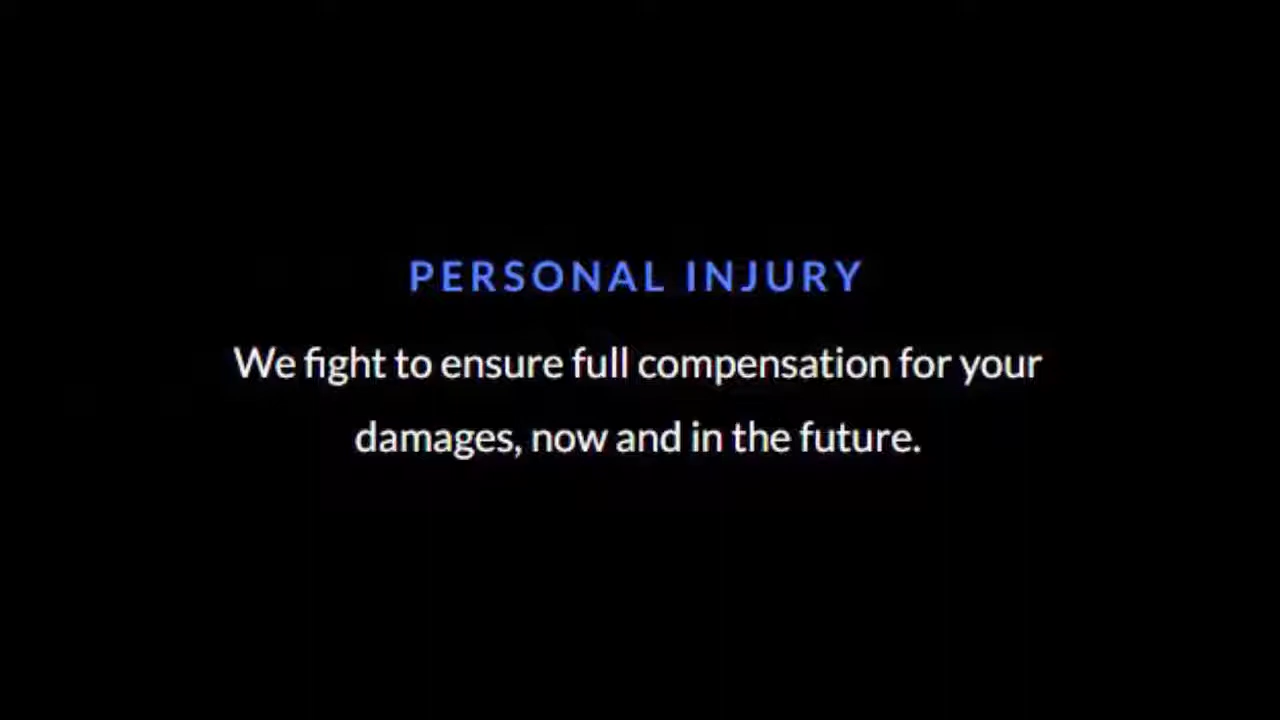 PERSONAL INJURY
We fight to ensure full compensation for your
damages, now and in the future.